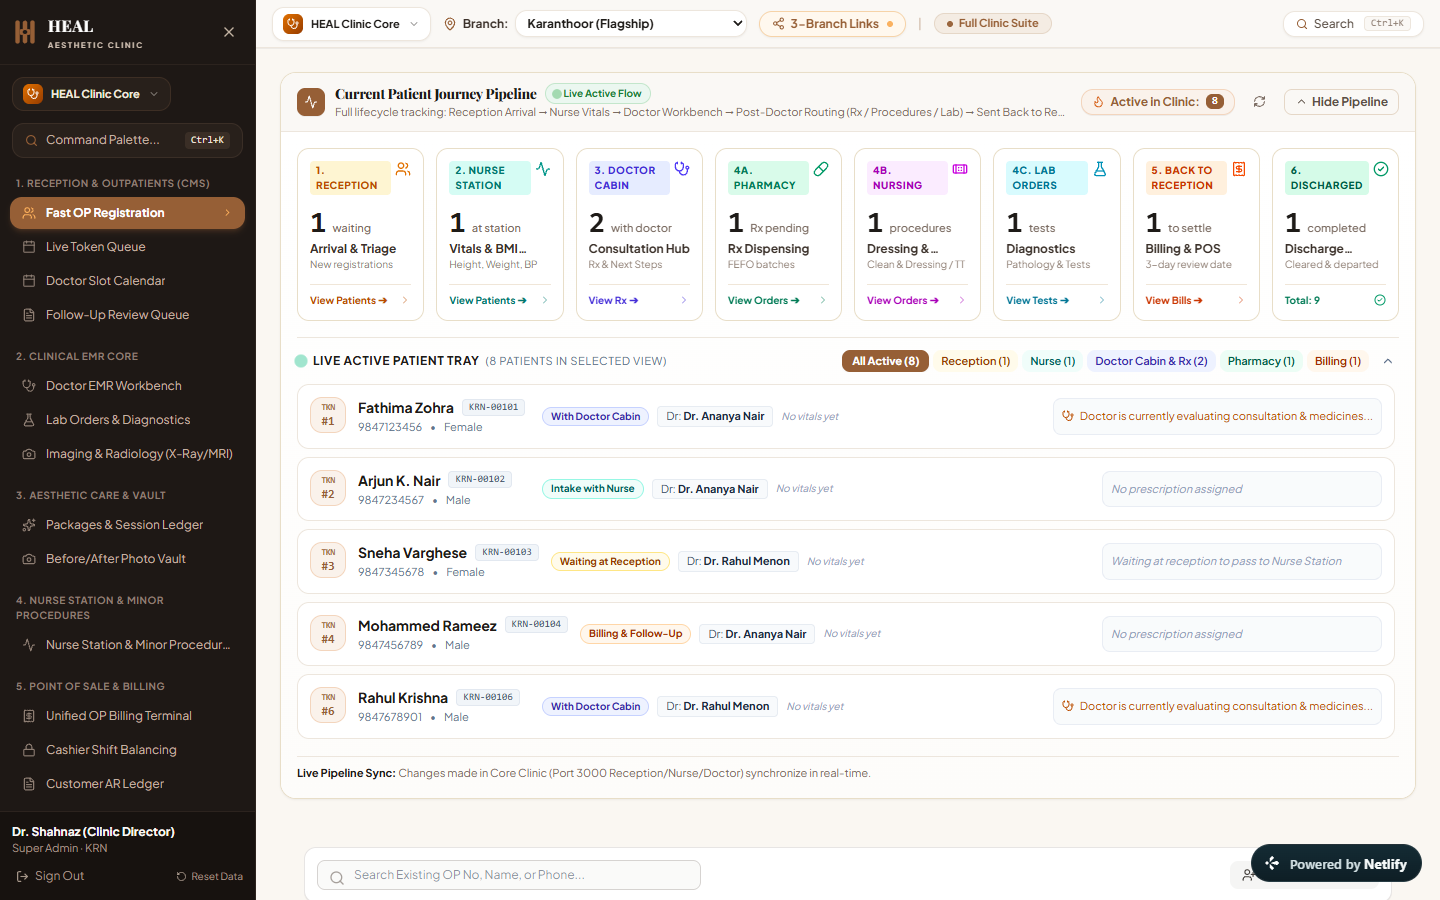 HEAL
AESTHETIC CLINIC
HEAL Clinic Core
Command Palette... Ctrl+K
1. RECEPTION & OUTPATIENTS (CMS)
Fast OP Registration
Live Token Queue
Doctor Slot Calendar
Follow-Up Review Queue
2. CLINICAL EMR CORE
Doctor EMR Workbench
Lab Orders & Diagnostics
Imaging & Radiology (X-Ray/MRI)
3. AESTHETIC CARE & VAULT
Packages & Session Ledger
Before/After Photo Vault
4. NURSE STATION & MINOR
PROCEDURES
Nurse Station & Minor Procedur...
5. POINT OF SALE & BILLING
Unified OP Billing Terminal
Cashier Shift Balancing
Customer AR Ledger
Dr. Shahnaz (Clinic Director)
Super Admin · KRN
Sign Out Reset Data
HEAL Clinic Core Branch: Karanthoor (Flagship) 3-Branch Links | Full Clinic Suite Search Ctrl+K
Current Patient Journey Pipeline Live Active Flow
Full lifecycle tracking: Reception Arrival → Nurse Vitals → Doctor Workbench → Post-Doctor Routing (Rx / Procedures / Lab) → Sent Back to Re...
Active in Clinic: 8 Hide Pipeline
1. RECEPTION
1 waiting
Arrival & Triage
New registrations
View Patients ➔
2. NURSE STATION
1 at station
Vitals & BMI...
Height, Weight, BP
View Patients ➔
3. DOCTOR CABIN
2 with doctor
Consultation Hub
Rx & Next Steps
View Rx ➔
4A. PHARMACY
1 Rx pending
Rx Dispensing
FEFO batches
View Orders ➔
4B. NURSING
1 procedures
Dressing &...
Clean & Dressing / TT
View Orders ➔
4C. LAB ORDERS
1 tests
Diagnostics
Pathology & Tests
View Tests ➔
5. BACK TO RECEPTION
1 to settle
Billing & POS
3-day review date
View Bills ➔
6. DISCHARGED
1 completed
Discharge...
Cleared & departed
Total: 9
LIVE ACTIVE PATIENT TRAY (8 PATIENTS IN SELECTED VIEW)
All Active (8) Reception (1) Nurse (1) Doctor Cabin & Rx (2) Pharmacy (1) Billing (1)
TKN #1 Fathima Zohra KRN-00101 With Doctor Cabin Dr: Dr. Ananya Nair No vitals yet Doctor is currently evaluating consultation & medicines...
9847123456 • Female
TKN #2 Arjun K. Nair KRN-00102 Intake with Nurse Dr: Dr. Ananya Nair No vitals yet No prescription assigned
9847234567 • Male
TKN #3 Sneha Varghese KRN-00103 Waiting at Reception Dr: Dr. Rahul Menon No vitals yet Waiting at reception to pass to Nurse Station
9847345678 • Female
TKN #4 Mohammed Rameez KRN-00104 Billing & Follow-Up Dr: Dr. Ananya Nair No vitals yet No prescription assigned
9847456789 • Male
TKN #6 Rahul Krishna KRN-00106 With Doctor Cabin Dr: Dr. Rahul Menon No vitals yet Doctor is currently evaluating consultation & medicines...
9847678901 • Male
Live Pipeline Sync: Changes made in Core Clinic (Port 3000 Reception/Nurse/Doctor) synchronize in real-time.
Search Existing OP No, Name, or Phone...
Powered by Netlify